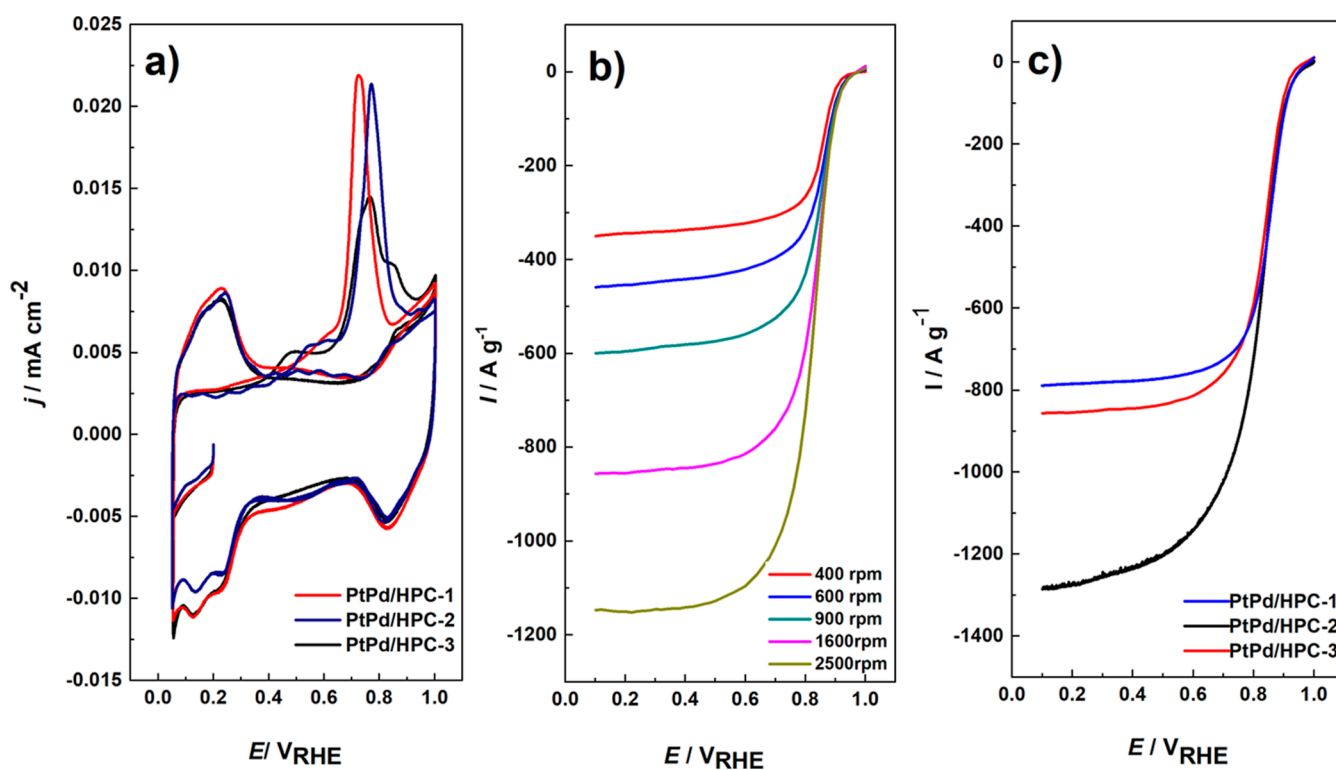 a)
0.025
0.020
0.015
0.010
0.005
0.000
-0.005
-0.010
-0.015
j / mA cm-2
PtPd/HPC-1
PtPd/HPC-2
PtPd/HPC-3
0.0 0.2 0.4 0.6 0.8 1.0
E/ VRHE
b)
0
-200
-400
-600
-800
-1000
-1200
I / A g-1
400 rpm
600 rpm
900 rpm
1600rpm
2500rpm
0.0 0.2 0.4 0.6 0.8 1.0
E / VRHE
c)
0
-200
-400
-600
-800
-1000
-1200
-1400
I / A g-1
PtPd/HPC-1
PtPd/HPC-2
PtPd/HPC-3
0.0 0.2 0.4 0.6 0.8 1.0
E / VRHE